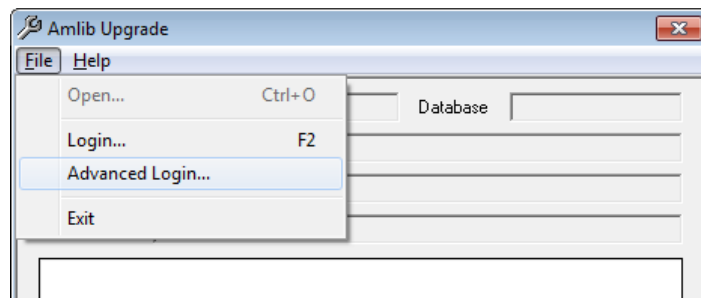 Amlib Upgrade
File Help
Open... Ctrl+O
Database
Login... F2
Advanced Login...
Exit